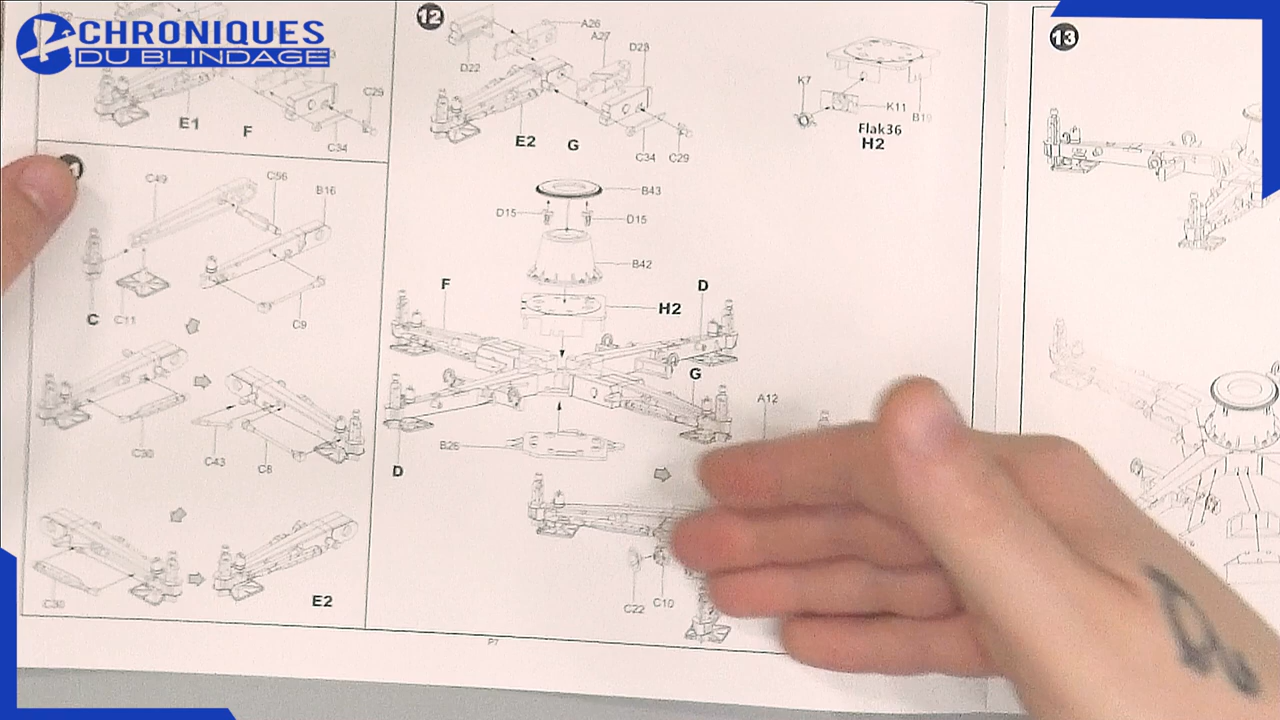 CHRONIQUES
DU BLINDAGE
E1
F
C29
C34
12
A26
A27
D23
D22
E2
G
C34
C29
K7
K11
B19
Flak36
H2
13
C49
C56
B16
C
C11
C9
C30
C43
C8
C30
E2
B43
D15
D15
B42
F
H2
D
G
A12
B26
D
C22
C10
P7